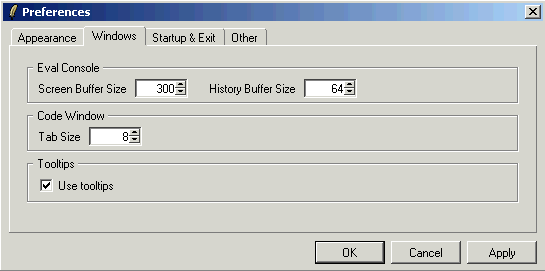 Preferences
Appearance Windows Startup & Exit Other
Eval Console
Screen Buffer Size 300 History Buffer Size 64
Code Window
Tab Size 8
Tooltips
Use tooltips
OK Cancel Apply